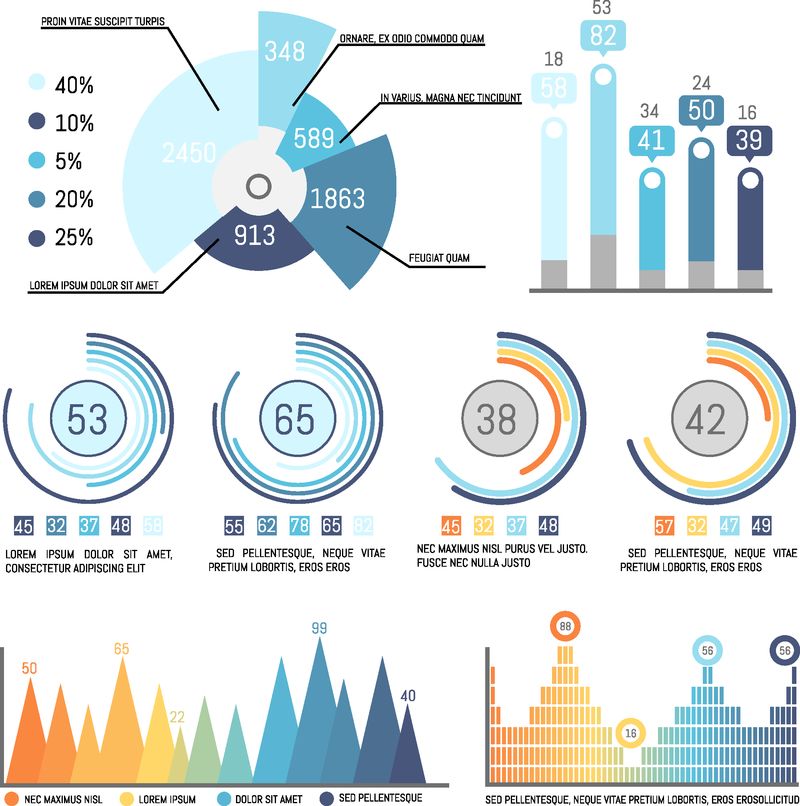 PROIN VITAE SUSCIPIT TURPIS
348
ORNARE, EX ODIO COMMODO QUAM
IN VARIUS, MAGNA NEC TINCIDUNT
2450
589
1863
913
FEUGIAT QUAM
LOREM IPSUM DOLOR SIT AMET
40%
10%
5%
20%
25%
53
82
18
58
34
41
24
50
16
39
53
45 32 37 48 58
LOREM IPSUM DOLOR SIT AMET,
CONSECTETUR ADIPISCING ELIT
65
55 62 78 65 82
SED PELLENTESQUE, NEQUE VITAE
PRETIUM LOBORTIS, EROS EROS
38
45 32 37 48
NEC MAXIMUS NISL PURUS VEL JUSTO.
FUSCE NEC NULLA JUSTO
42
57 32 47 49
SED PELLENTESQUE, NEQUE VITAE
PRETIUM LOBORTIS, EROS EROS
50
65
22
99
40
NEC MAXIMUS NISL
LOREM IPSUM
DOLOR SIT AMET
SED PELLENTESQUE
88
16
56
56
SED PELLENTESQUE, NEQUE VITAE PRETIUM LOBORTIS, EROS EROSOLLICITUD